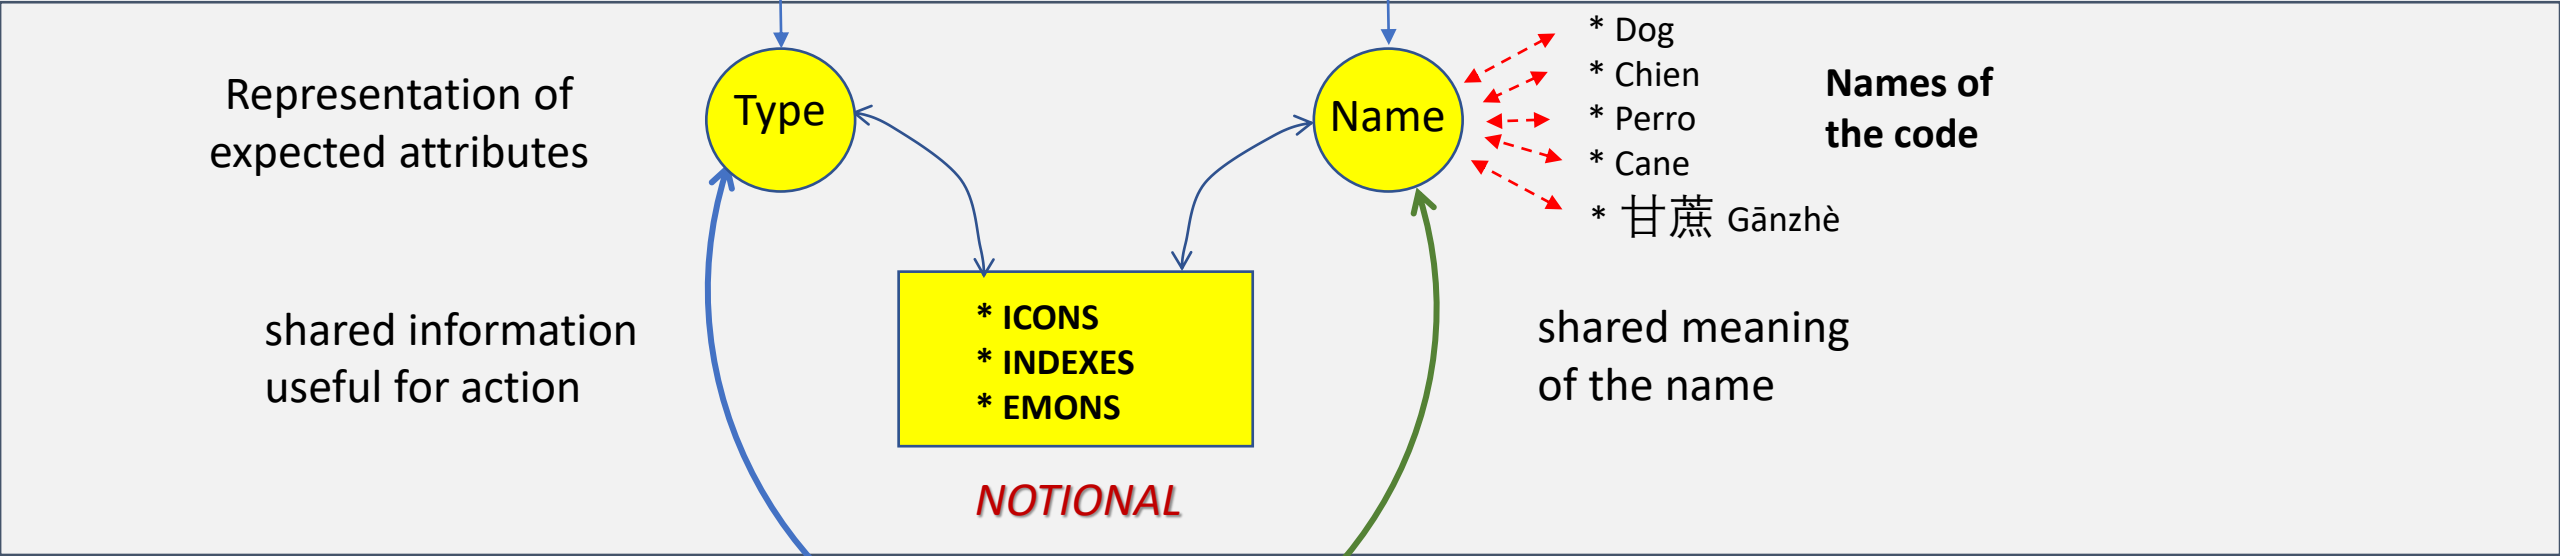 Representation of
expected attributes
Type
Name
* Dog
* Chien
* Perro
* Cane
* 甘蔗 Gānzhè
Names of
the code
shared information
useful for action
* ICONS
* INDEXES
* EMONS
NOTIONAL
shared meaning
of the name